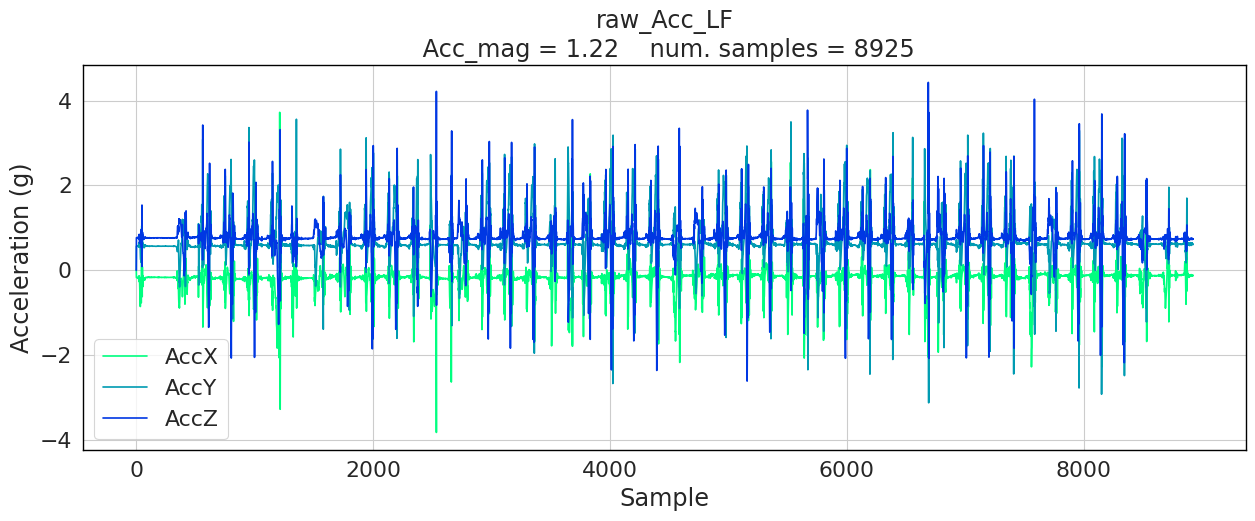 raw_Acc_LF
Acc_mag = 1.22    num. samples = 8925
Acceleration (g)
4
2
0
−2
−4
AccX
AccY
AccZ
0 2000 4000 6000 8000
Sample